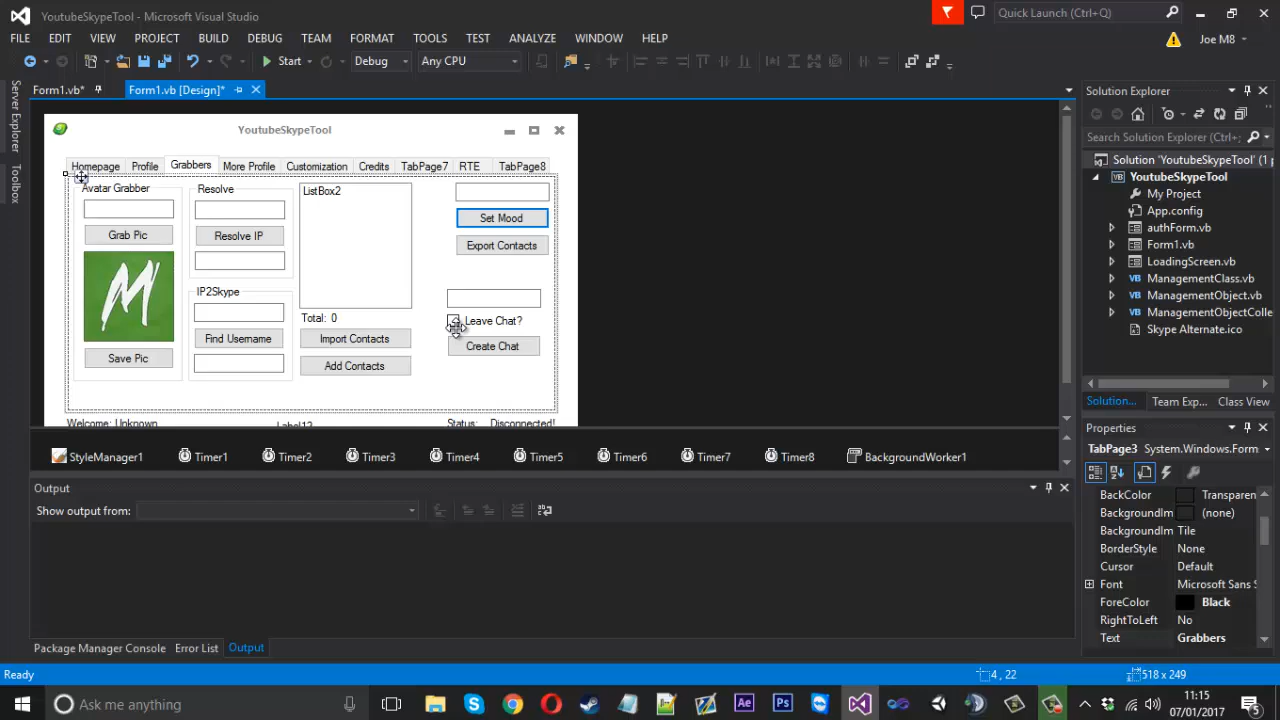 YoutubeSkypeTool - Microsoft Visual Studio
Quick Launch (Ctrl+Q)
FILE EDIT VIEW PROJECT BUILD DEBUG TEAM FORMAT TOOLS TEST ANALYZE WINDOW HELP
Joe M8
Start Debug Any CPU
Server Explorer
Toolbox
Form1.vb*
Form1.vb [Design]*
YoutubeSkypeTool
Homepage Profile Grabbers More Profile Customization Credits TabPage7 RTE TabPage8
Avatar Grabber
Grab Pic
M
Save Pic
Resolve
Resolve IP
IP2Skype
Find Username
ListBox2
Total: 0
Import Contacts
Add Contacts
Set Mood
Export Contacts
Leave Chat?
Create Chat
Welcome: Unknown
Label12
Status: Disconnected!
StyleManager1 Timer1 Timer2 Timer3 Timer4 Timer5 Timer6 Timer7 Timer8 BackgroundWorker1
Output
Show output from:
Package Manager Console Error List Output
Solution Explorer
Search Solution Explorer (Ctrl+
Solution 'YoutubeSkypeTool' (1 p
YoutubeSkypeTool
My Project
App.config
authForm.vb
Form1.vb
LoadingScreen.vb
ManagementClass.vb
ManagementObject.vb
ManagementObjectColle
Skype Alternate.ico
Solution... Team Exp... Class View
Properties
TabPage3 System.Windows.Form
BackColor Transparen
BackgroundIm (none)
BackgroundIm Tile
BorderStyle None
Cursor Default
Font Microsoft Sans S
ForeColor Black
RightToLeft No
Text Grabbers
Ready
4 , 22
518 x 249
Ask me anything
Ae
Ps
11:15
07/01/2017
5